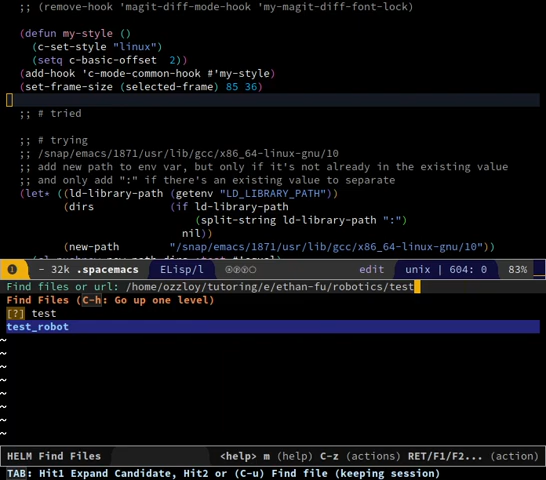 ;; (remove-hook 'magit-diff-mode-hook 'my-magit-diff-font-lock)
(defun my-style ()
(c-set-style "linux")
(setq c-basic-offset 2))
(add-hook 'c-mode-common-hook #'my-style)
(set-frame-size (selected-frame) 85 36)
;; # tried
;; # trying
;; /snap/emacs/1871/usr/lib/gcc/x86_64-linux-gnu/10
;; add new path to env var, but only if it's not already in the existing value
;; and only add ":" if there's an existing value to separate
(let* ((ld-library-path (getenv "LD_LIBRARY_PATH"))
(dirs (if ld-library-path
(split-string ld-library-path ":")
nil))
(new-path "/snap/emacs/1871/usr/lib/gcc/x86_64-linux-gnu/10"))
- 32k .spacemacs ELisp/l edit unix | 604: 0 83%
Find files or url: /home/ozzloy/tutoring/e/ethan-fu/robotics/test
Find Files (C-h: Go up one level)
[?] test
test_robot
~
~
~
~
~
~
~
~
HELM Find Files <help> m (help) C-z (actions) RET/F1/F2... (action)
TAB: Hit1 Expand Candidate, Hit2 or (C-u) Find file (keeping session)